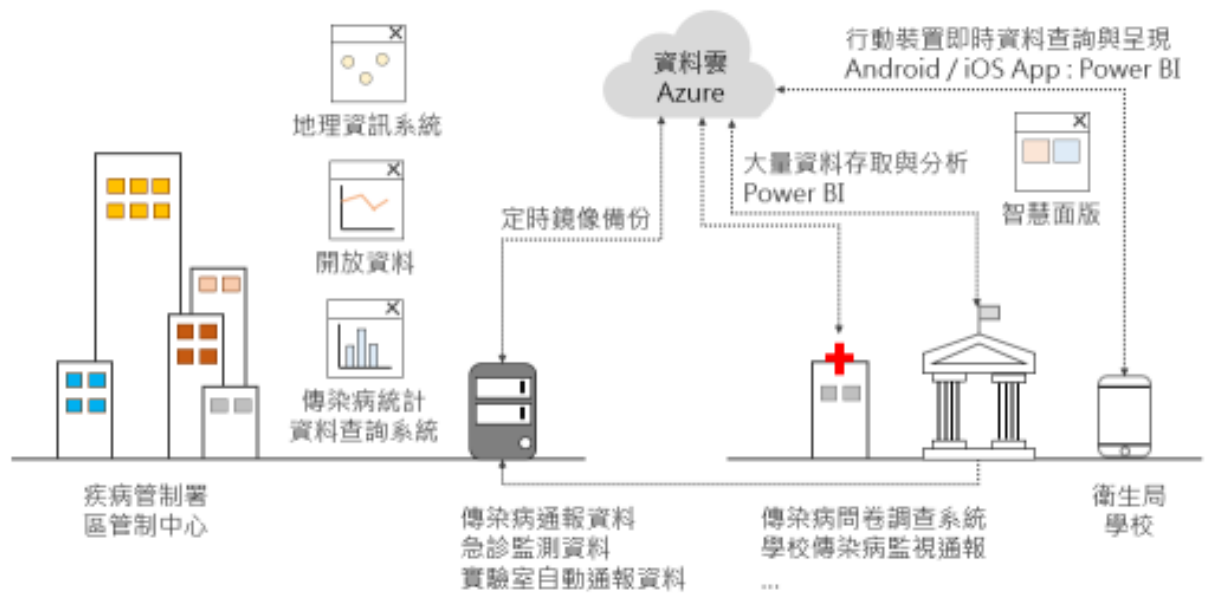 地理資訊系統
開放資料
傳染病統計
資料查詢系統
資料雲
Azure
行動裝置即時資料查詢與呈現
Android / iOS App : Power BI
大量資料存取與分析
Power BI
智慧面版
定時鏡像備份
疾病管制署
區管制中心
傳染病通報資料
急診監測資料
實驗室自動通報資料
傳染病問卷調查系統
學校傳染病監視通報
...
衛生局
學校